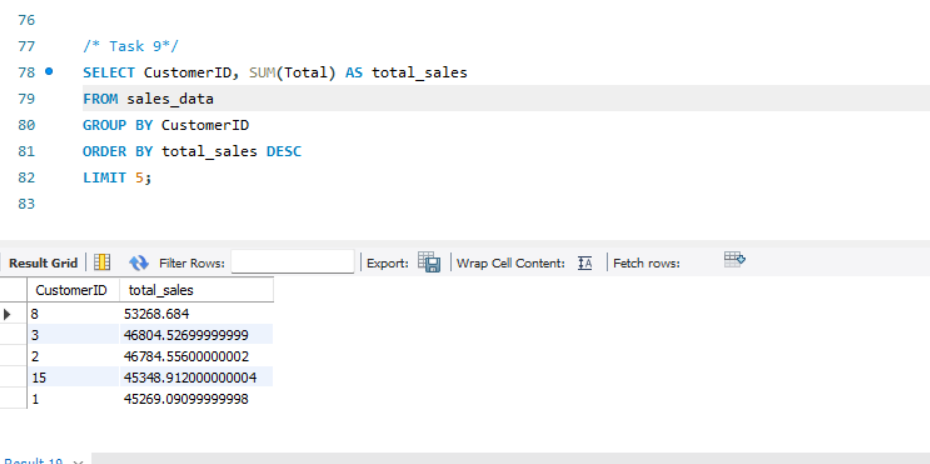 76
77 /* Task 9*/
78 SELECT CustomerID, SUM(Total) AS total_sales
79 FROM sales_data
80 GROUP BY CustomerID
81 ORDER BY total_sales DESC
82 LIMIT 5;
83
Result Grid Filter Rows: Export: Wrap Cell Content: Fetch rows:
CustomerID total_sales
8 53268.684
3 46804.52699999999
2 46784.55600000002
15 45348.912000000004
1 45269.09099999998
Result 19